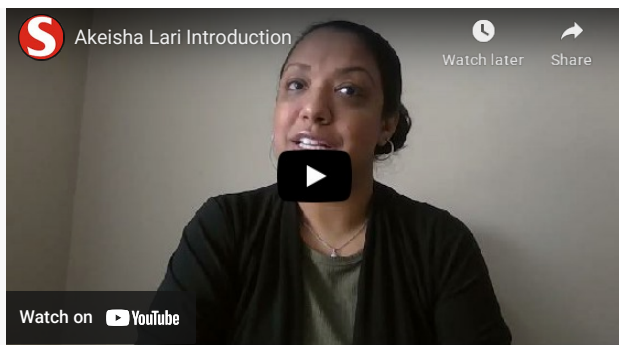 S
Akeisha Lari Introduction
Watch later
Share
Watch on YouTube